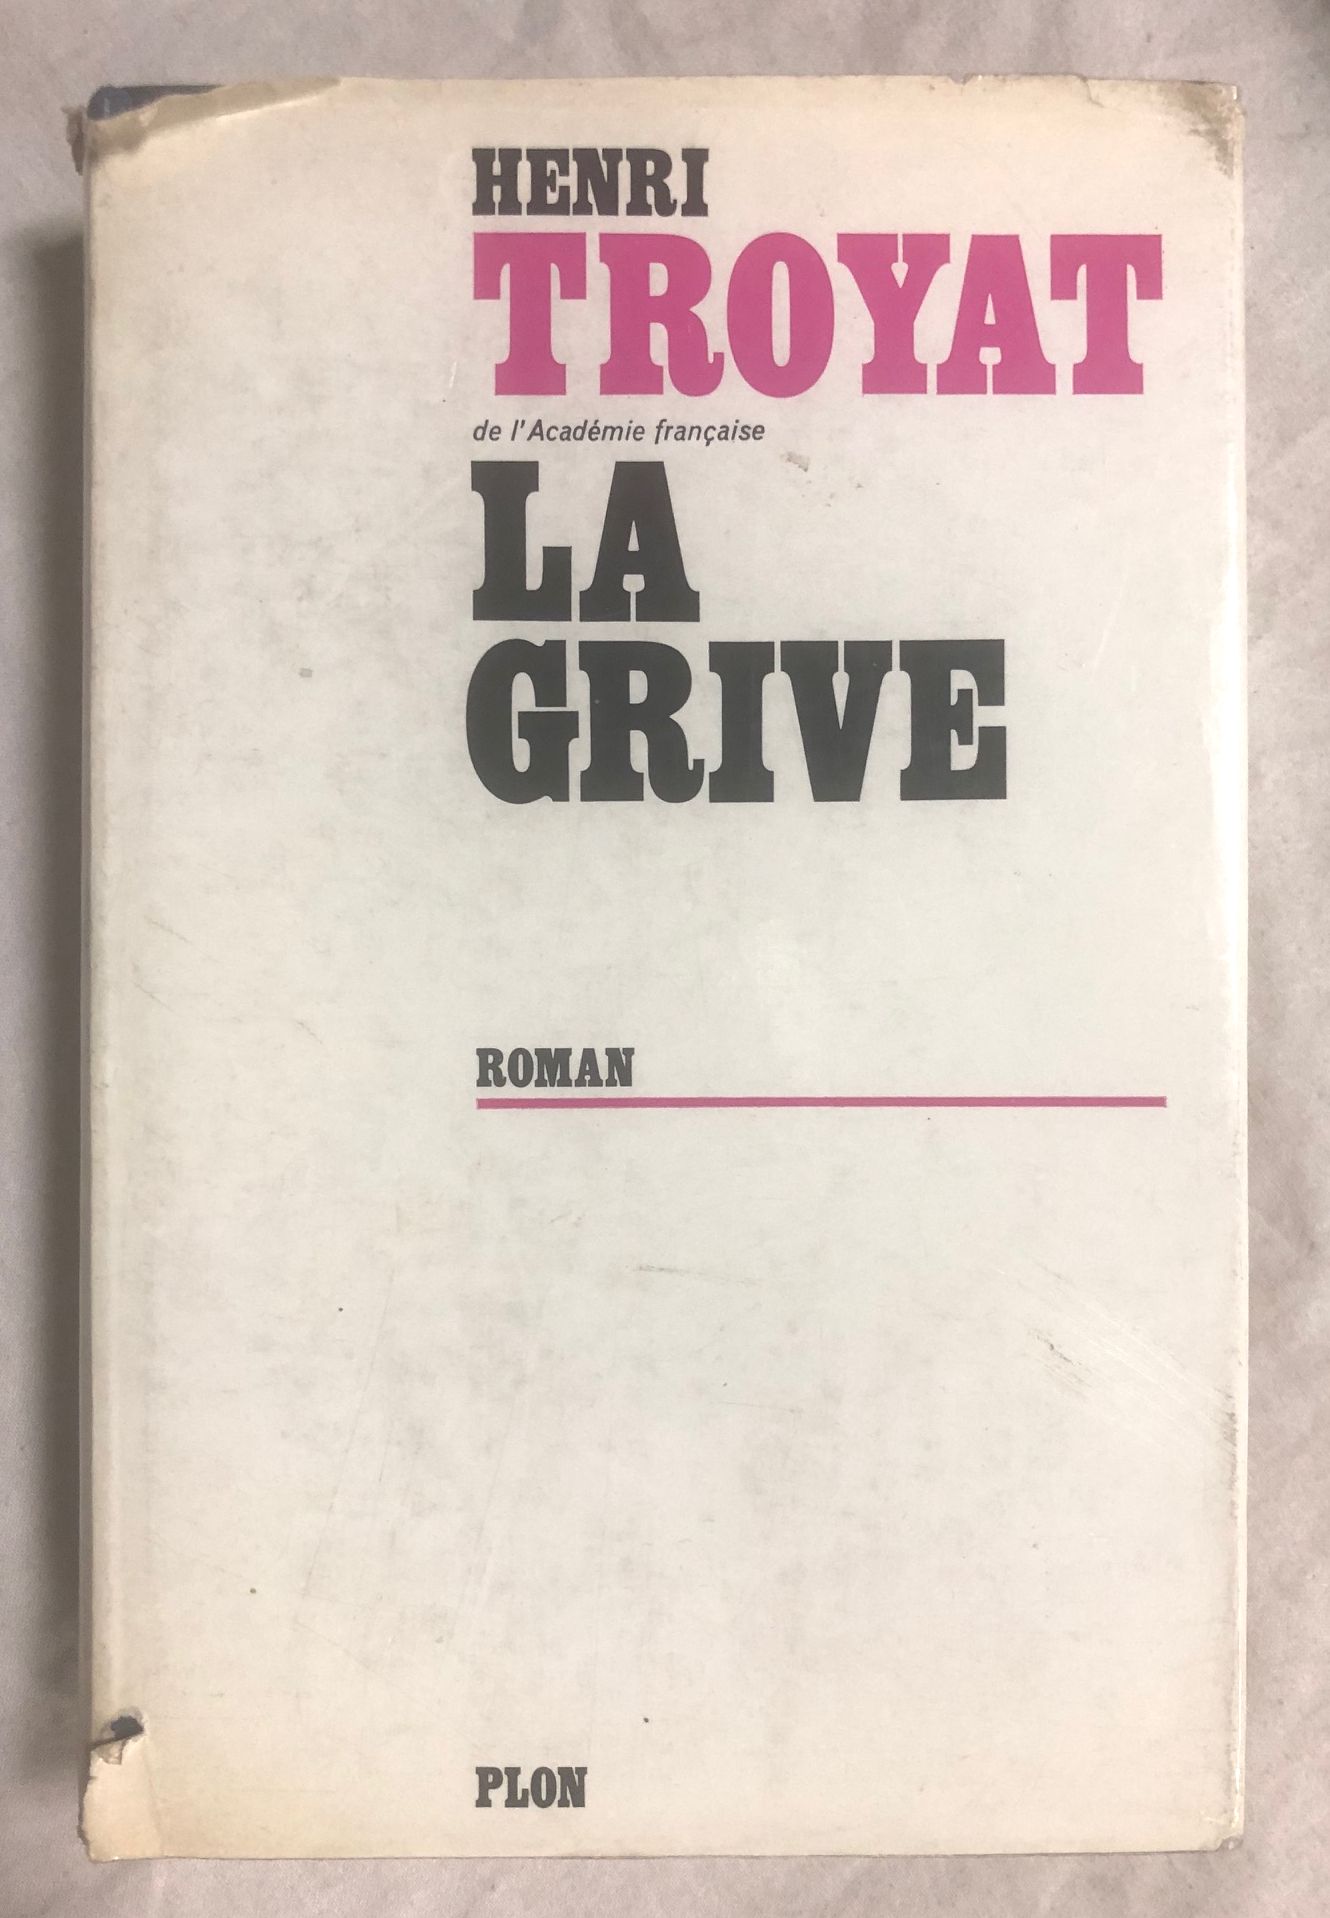 HENRI
TROYAT
de l'Académie française
LA
GRIVE
ROMAN
PLON